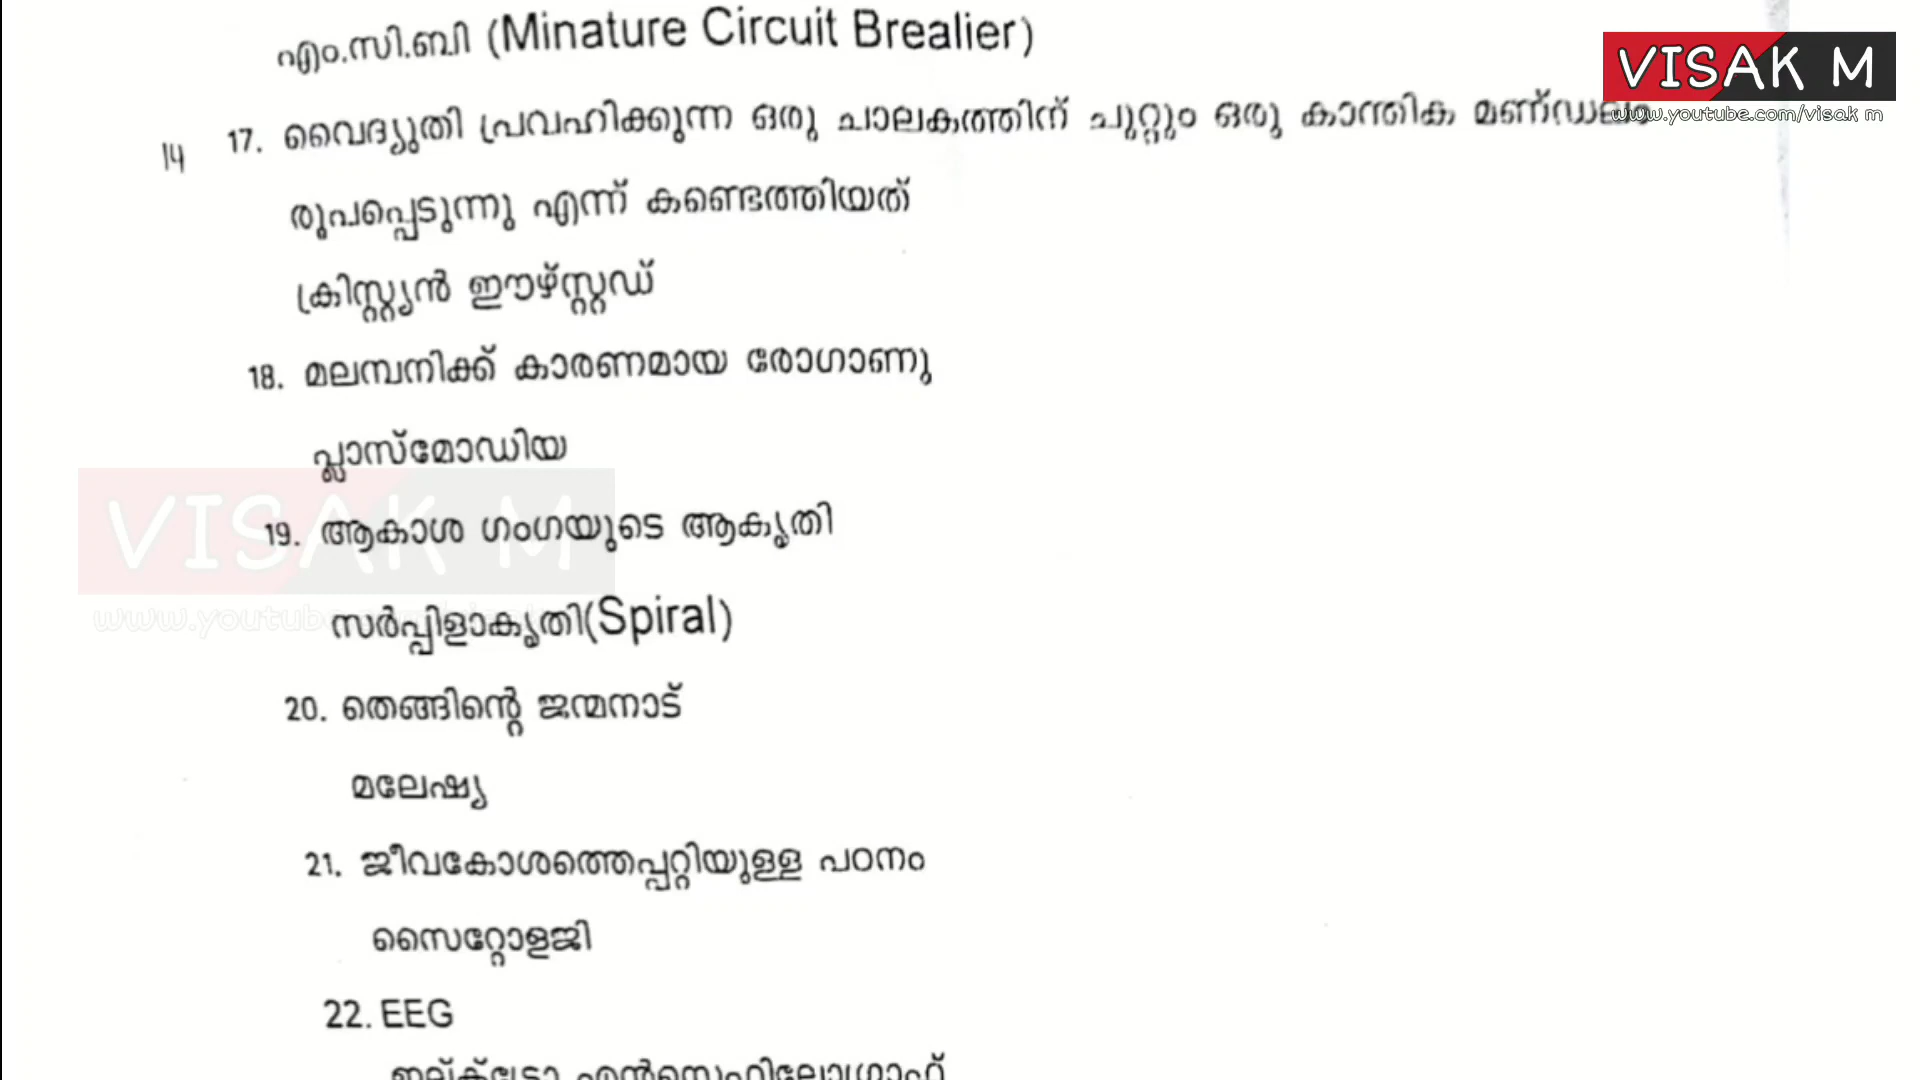 എം.സി.ബി (Minature Circuit Brealier)
VISAK M
www.youtube.com/visak m
14 17. വൈദ്യുതി പ്രവഹിക്കുന്ന ഒരു ചാലകത്തിന് ചുറ്റും ഒരു കാന്തിക മണ്ഡലം
രൂപപ്പെടുന്നു എന്ന് കണ്ടെത്തിയത്
ക്രിസ്റ്റ്യൻ ഈഴ്സ്റ്റഡ്
18. മലമ്പനിക്ക് കാരണമായ രോഗാണു
പ്ലാസ്മോഡിയ
VISAK M
19. ആകാശ ഗംഗയുടെ ആകൃതി
സർപ്പിളാകൃതി(Spiral)
20. തെങ്ങിന്റെ ജന്മനാട്
മലേഷ്യ
21. ജീവകോശത്തെപ്പറ്റിയുള്ള പഠനം
സൈറ്റോളജി
22. EEG